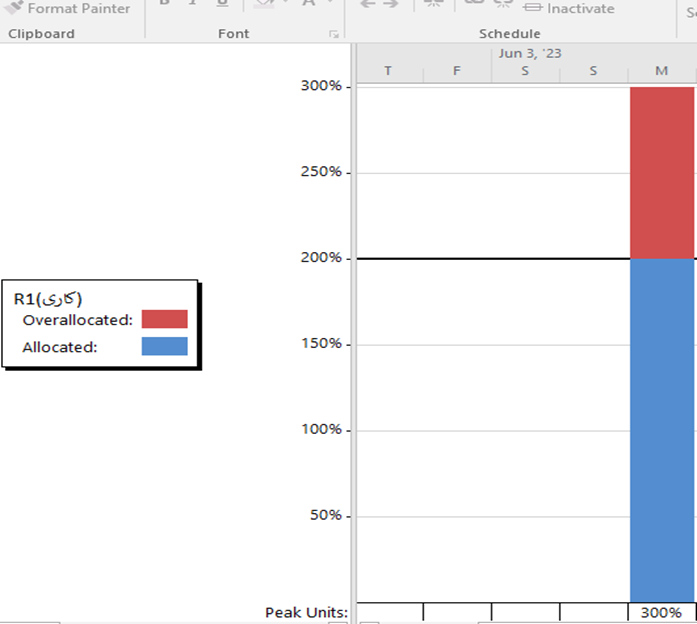 Format Painter
Inactivate
Clipboard
Font
Schedule
Jun 3, '23
T F S S M
300%
250%
200%
R1(کاری)
Overallocated:
Allocated:
150%
100%
50%
Peak Units:
300%